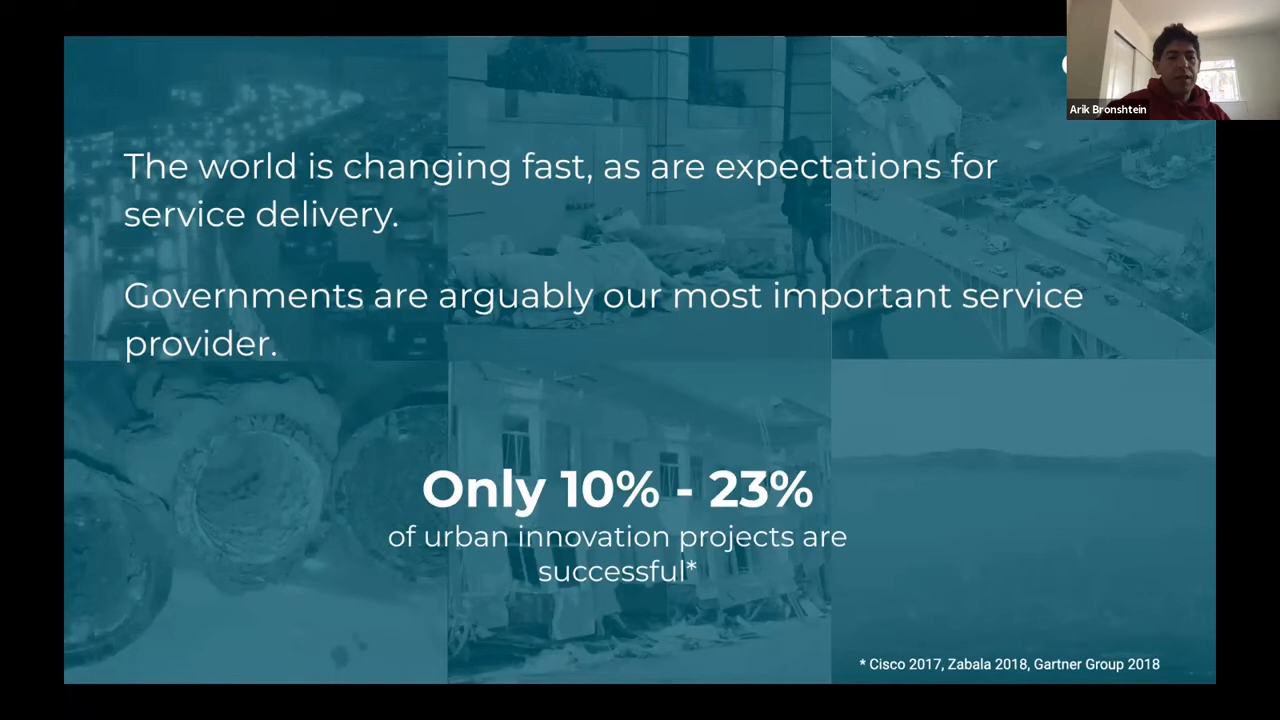 Arik Bronshtein
The world is changing fast, as are expectations for
service delivery.
Governments are arguably our most important service
provider.
Only 10% - 23%
of urban innovation projects are
successful*
* Cisco 2017, Zabala 2018, Gartner Group 2018